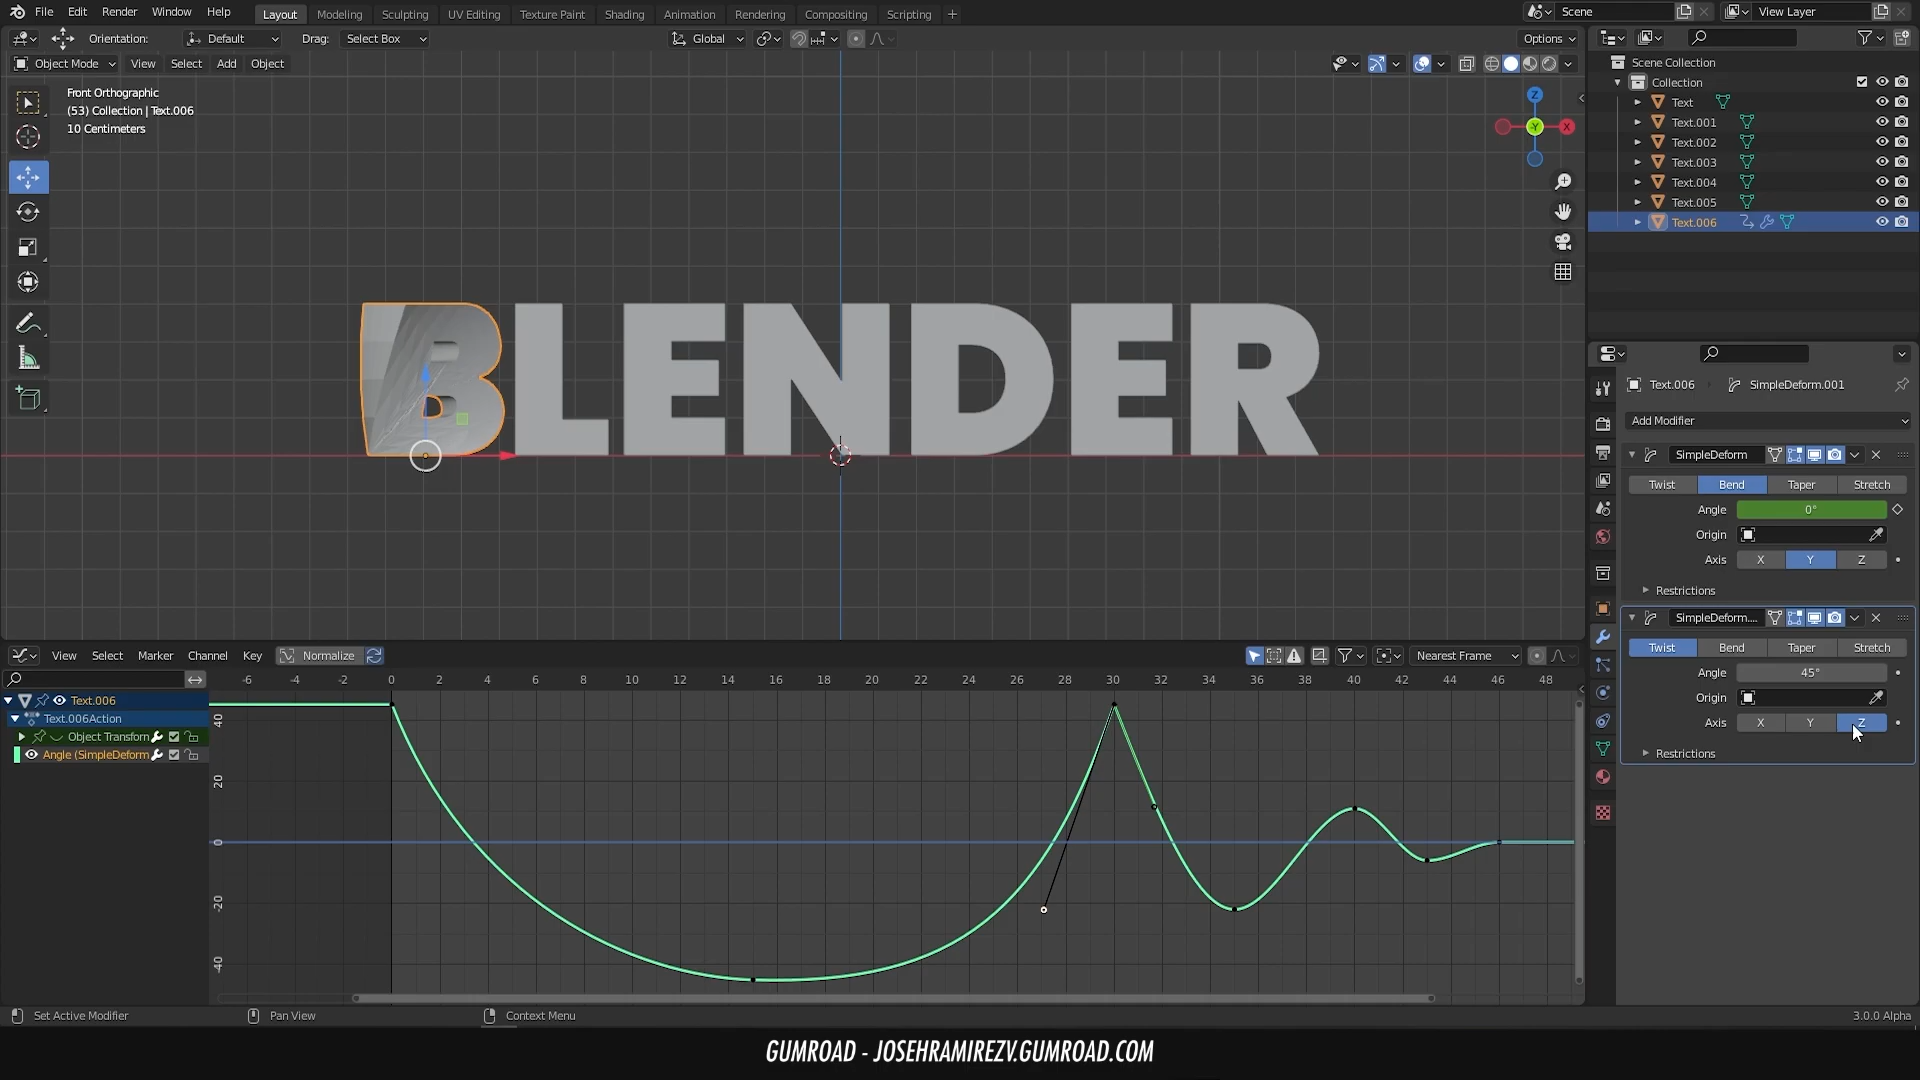 File Edit Render Window Help Layout Modeling Sculpting UV Editing Texture Paint Shading Animation Rendering Compositing Scripting + Scene View Layer
Orientation: Default Drag: Select Box Global Options
Object Mode View Select Add Object
Front Orthographic
(53) Collection | Text.006
10 Centimeters
Z
Y
X
BLENDER
Scene Collection
Collection
Text
Text.001
Text.002
Text.003
Text.004
Text.005
Text.006
Text.006 SimpleDeform.001
Add Modifier
SimpleDeform
Twist Bend Taper Stretch
Angle 0°
Origin
Axis X Y Z
Restrictions
SimpleDeform....
Twist Bend Taper Stretch
Angle 45°
Origin
Axis X Y Z
Restrictions
View Select Marker Channel Key Normalize Nearest Frame
-6 -4 -2 0 2 4 6 8 10 12 14 16 18 20 22 24 26 28 30 32 34 36 38 40 42 44 46 48
Text.006
Text.006Action
Object Transforn
Angle (SimpleDeform
40
20
0
-20
-40
Set Active Modifier Pan View Context Menu 3.0.0 Alpha
GUMROAD - JOSEHRAMIREZV.GUMROAD.COM